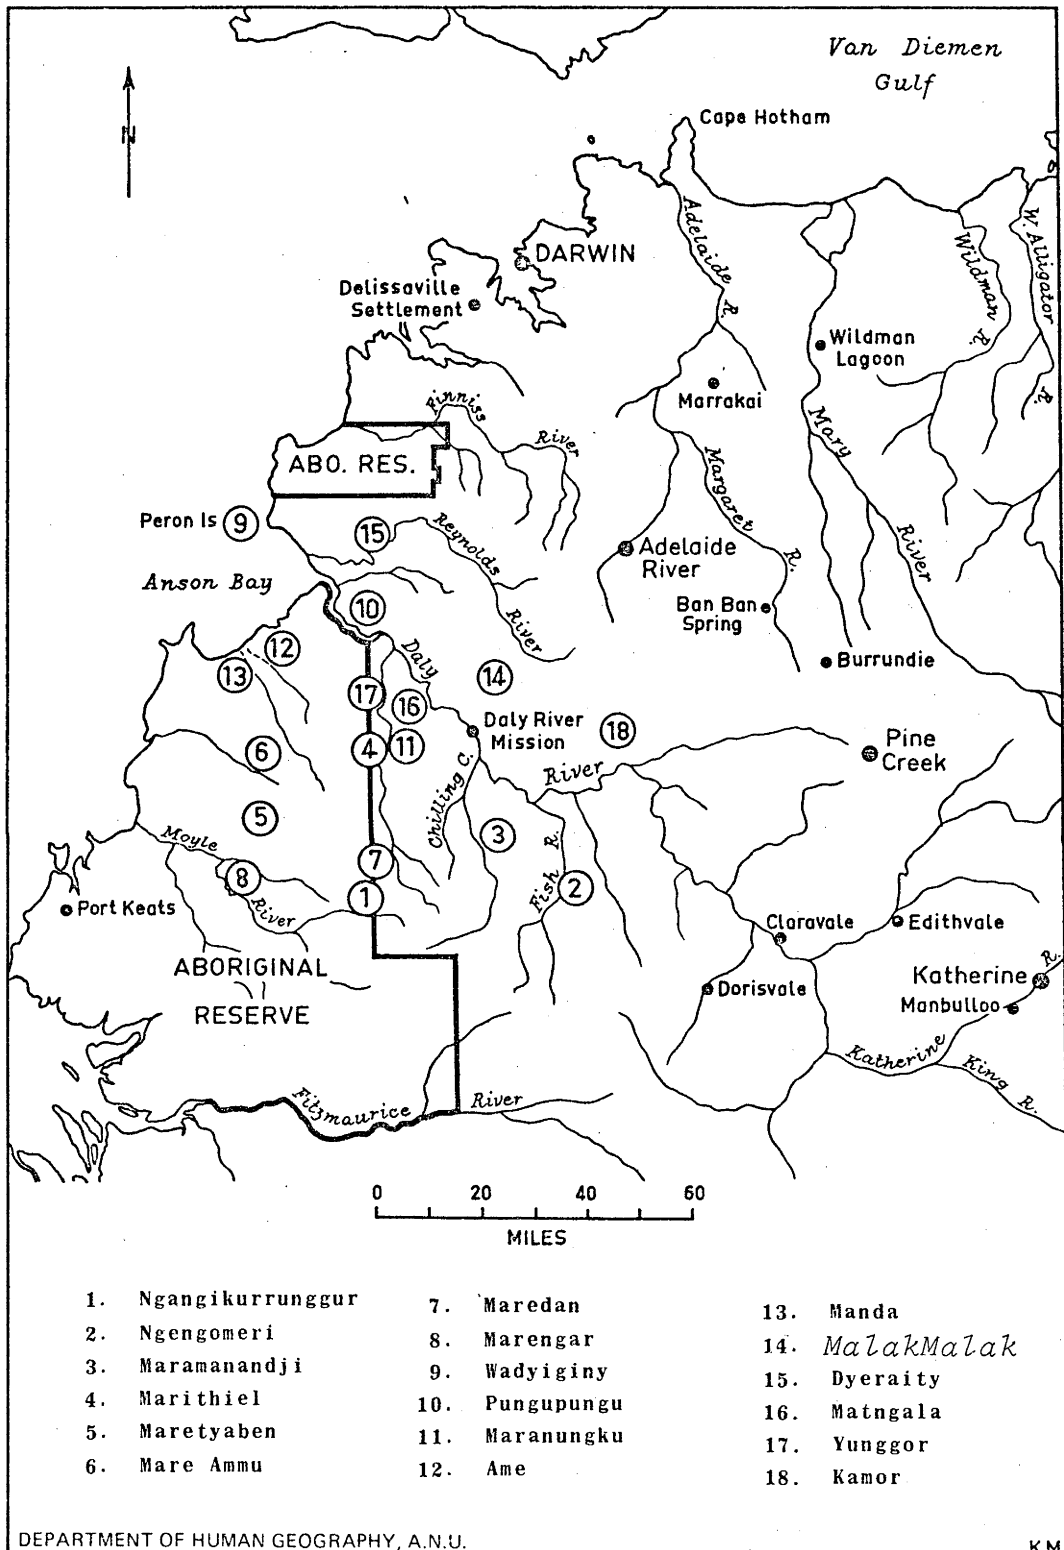 Van Diemen
Gulf
N
Cape Hotham
Adelaide R.
W. Alligator R.
Wildman R.
DARWIN
Delissaville
Settlement
Wildman
Lagoon
Marrakai
Finniss River
Mary River
ABO. RES.
Margaret R.
Peron Is
9
15
Reynolds River
Adelaide
River
Anson Bay
10
Ban Ban
Spring
12
Daly River
Burrundie
13
14
17
16
18
Daly River
Mission
6
4
11
Pine
Creek
Chilling C.
5
3
Moyle River
7
Fish R.
8
2
1
Port Keats
Claravale
Edithvale
ABORIGINAL
RESERVE
Katherine
Dorisvale
Manbulloo
Katherine R.
King R.
Fitzmaurice River
0 20 40 60
MILES
1. Ngangikurrunggur
2. Ngengomeri
3. Maramanandji
4. Marithiel
5. Maretyaben
6. Mare Ammu
7. Maredan
8. Marengar
9. Wadyiginy
10. Pungupungu
11. Maranungku
12. Ame
13. Manda
14. MalakMalak
15. Dyeraity
16. Matngala
17. Yunggor
18. Kamor
DEPARTMENT OF HUMAN GEOGRAPHY, A.N.U.
KM